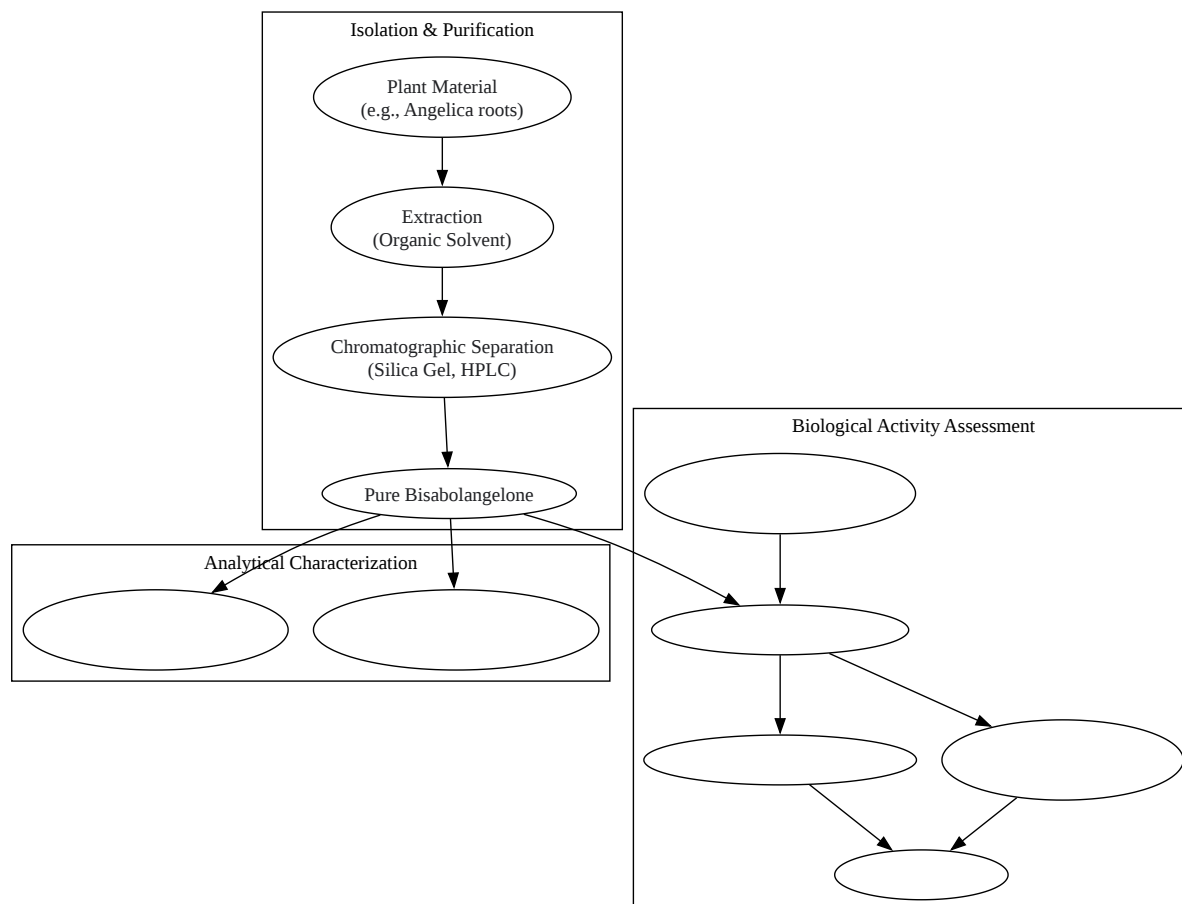 Isolation & Purification
Plant Material
(e.g., Angelica roots)
Extraction
(Organic Solvent)
Chromatographic Separation
(Silica Gel, HPLC)
Pure Bisabolangelone
Biological Activity Assessment
Analytical Characterization